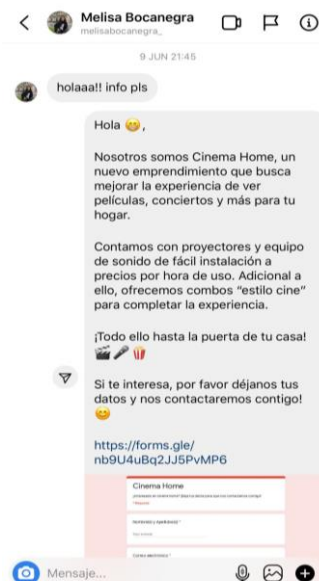 Melisa Bocanegra
melisabocanegra_
9 JUN 21:45
holaaa!! info pls
Hola 😁,
Nosotros somos Cinema Home, un
nuevo emprendimiento que busca
mejorar la experiencia de ver
películas, conciertos y más para tu
hogar.
Contamos con proyectores y equipo
de sonido de fácil instalación a
precios por hora de uso. Adicional a
ello, ofrecemos combos “estilo cine”
para completar la experiencia.
¡Todo ello hasta la puerta de tu casa!
🎬🎤🍿
Si te interesa, por favor déjanos tus
datos y nos contactaremos contigo!
😊
https://forms.gle/
nb9U4uBq2JJ5PvMP6
Cinema Home
Nombre(s) y Apellido(s) *
Correo electrónico *
Mensaje...